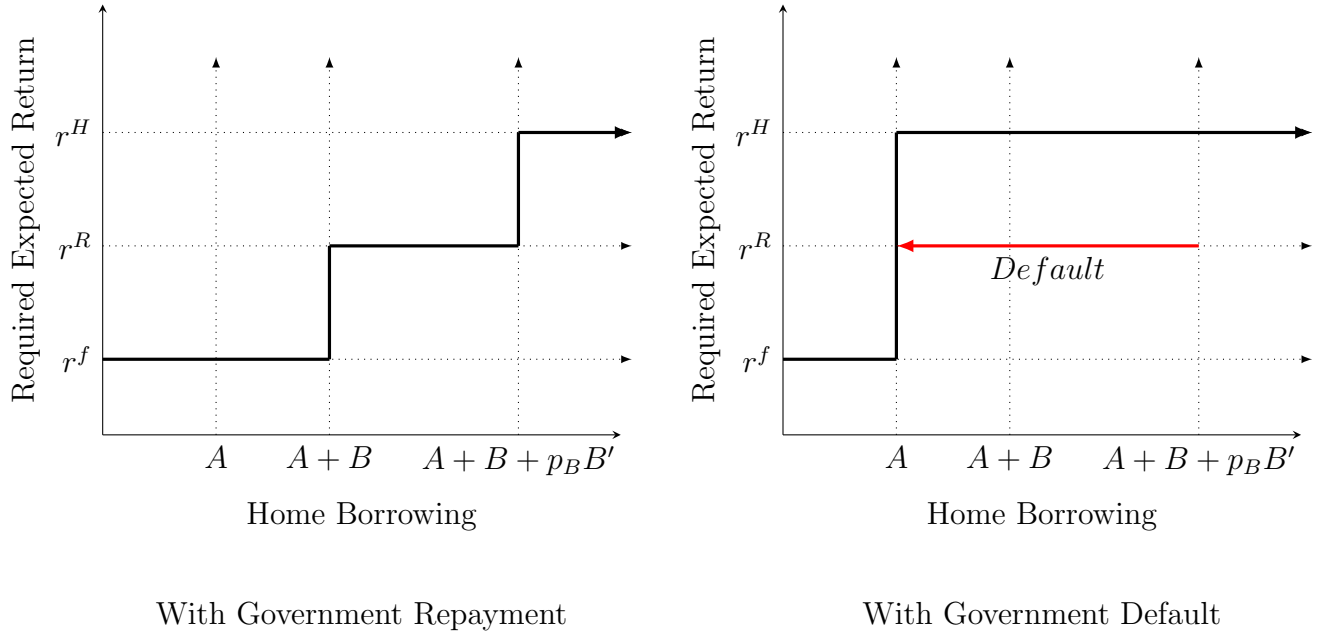 Required Expected Return
r^H
r^R
r^f
A
A + B
A + B + p_B B′
Home Borrowing
With Government Repayment
Required Expected Return
r^H
r^R
r^f
Default
A
A + B
A + B + p_B B′
Home Borrowing
With Government Default